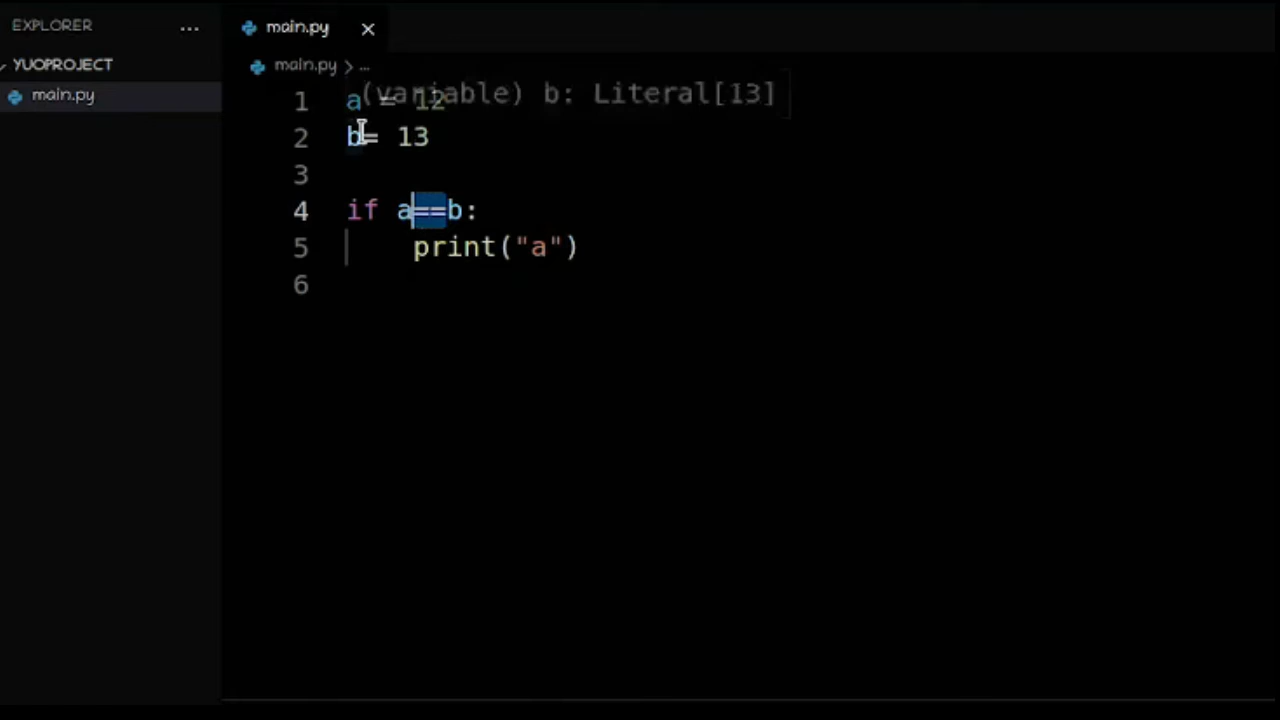 EXPLORER ...
YUOPROJECT
main.py
main.py ×
main.py > ...
(variable) b: Literal[13]
1 a = 12
2 b= 13
3
4 if a==b:
5 print("a")
6